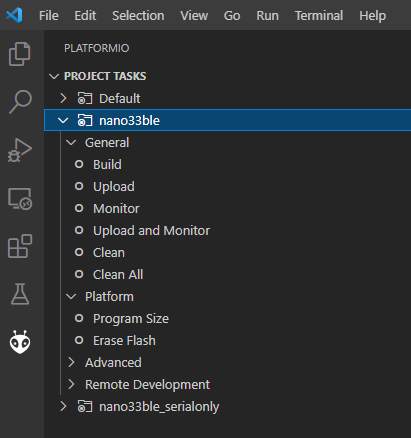 File Edit Selection View Go Run Terminal Help
PLATFORMIO
PROJECT TASKS
Default
nano33ble
General
Build
Upload
Monitor
Upload and Monitor
Clean
Clean All
Platform
Program Size
Erase Flash
Advanced
Remote Development
nano33ble_serialonly